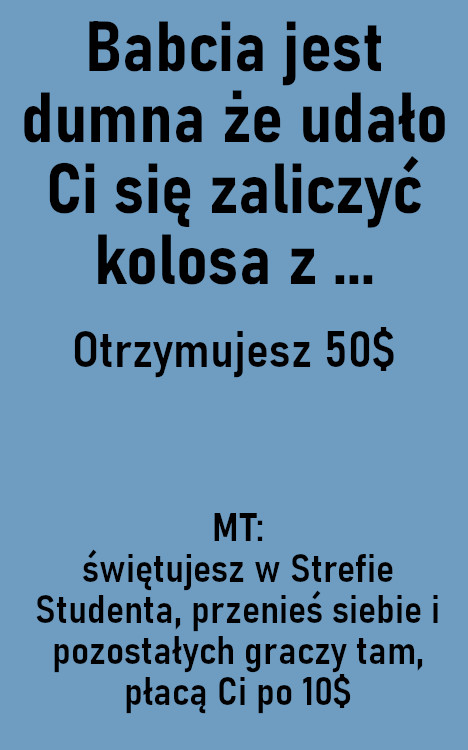 Babcia jest
dumna że udało
Ci się zaliczyć
kolosa z ...
Otrzymujesz 50$
MT:
świętujesz w Strefie
Studenta, przenieś siebie i
pozostałych graczy tam,
płacą Ci po 10$